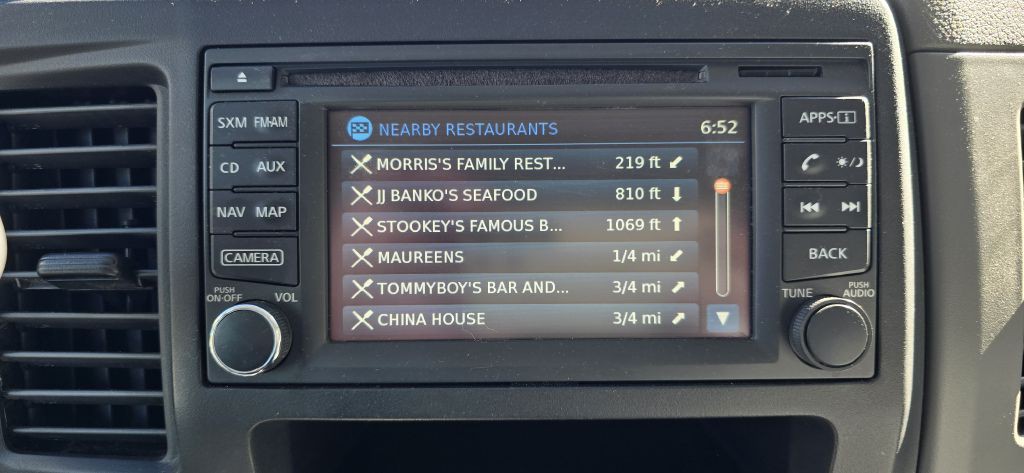 SXM FM·AM
CD AUX
NAV MAP
CAMERA
PUSH
ON·OFF VOL
NEARBY RESTAURANTS 6:52
MORRIS'S FAMILY REST... 219 ft
JJ BANKO'S SEAFOOD 810 ft
STOOKEY'S FAMOUS B... 1069 ft
MAUREENS 1/4 mi
TOMMYBOY'S BAR AND... 3/4 mi
CHINA HOUSE 3/4 mi
APPS·i
BACK
TUNE PUSH
AUDIO